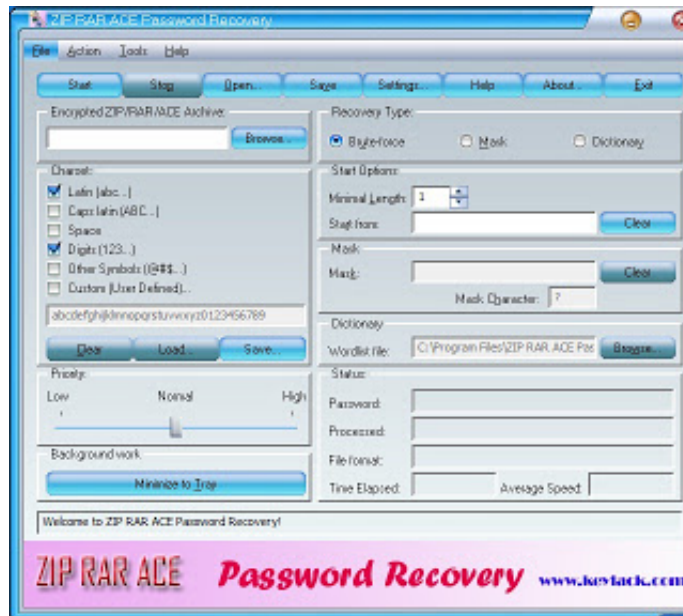 ZIP RAR ACE Password Recovery
File Action Tools Help
Start Stop Open... Save Settings... Help About... Exit
Encrypted ZIP/RAR/ACE Archive:
Browse...
Recovery Type:
Brute-force Mask Dictionary
Charset:
Latin (abc...)
Caps latin (ABC...)
Space
Digits (123...)
Other Symbols (!@#$...)
Custom (User Defined)...
abcdefghijklmnopqrstuvwxyz0123456789
Clear Load... Save...
Start Options:
Minimal Length: 1
Start from: Clear
Mask:
Mask: Clear
Mask Character: ?
Dictionary
Wordlist file: C:\Program Files\ZIP RAR ACE Pas Browse...
Priority:
Low Normal High
Background work
Minimize to Tray
Status:
Password:
Processed:
File format:
Time Elapsed: Average Speed:
Welcome to ZIP RAR ACE Password Recovery!
ZIP RAR ACE Password Recovery www.keylack.com